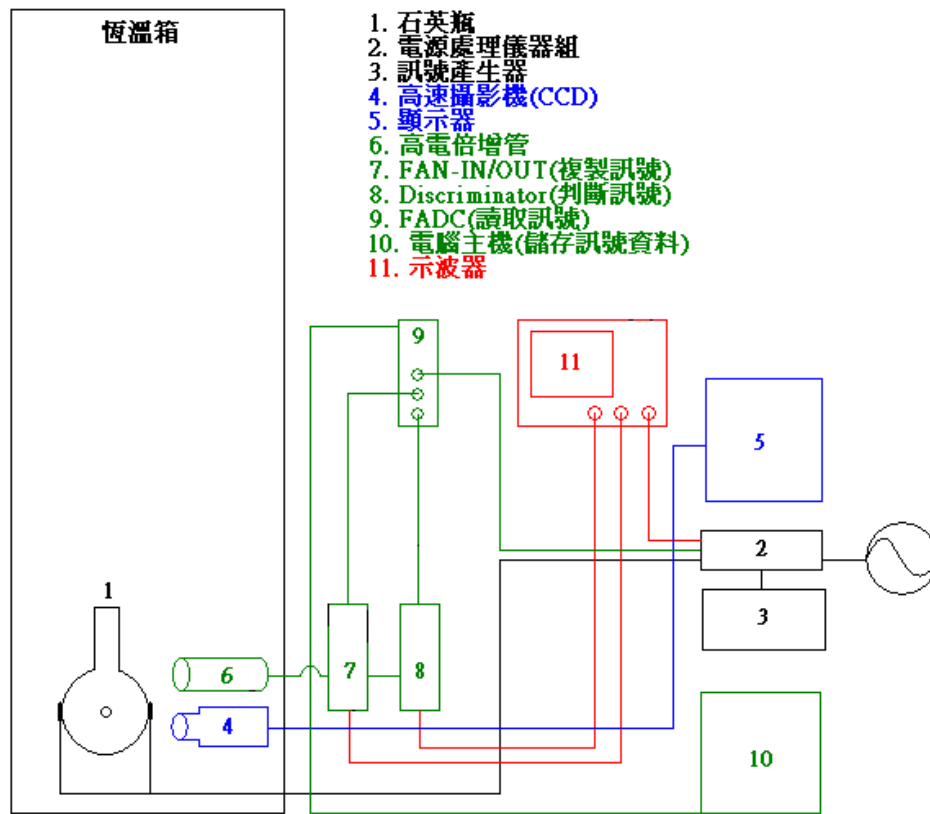 恆溫箱
1. 石英瓶
2. 電源處理儀器組
3. 訊號產生器
4. 高速攝影機(CCD)
5. 顯示器
6. 高電倍增管
7. FAN-IN/OUT(複製訊號)
8. Discriminator(判斷訊號)
9. FADC(讀取訊號)
10. 電腦主機(儲存訊號資料)
11. 示波器
9
11
5
2
3
1
6
7
8
4
10